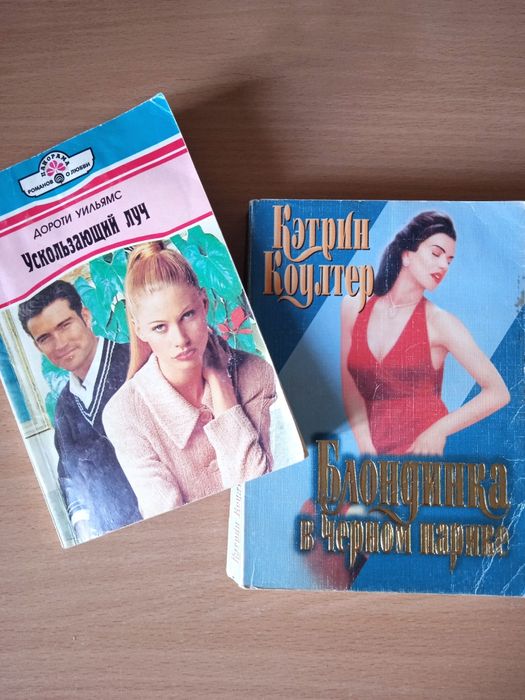 ПАНОРАМА
РОМАНОВ О ЛЮБВИ
ДОРОТИ УИЛЬЯМС
Ускользающий луч
Кэтрин
Коултер
Блондинка
в черном парике